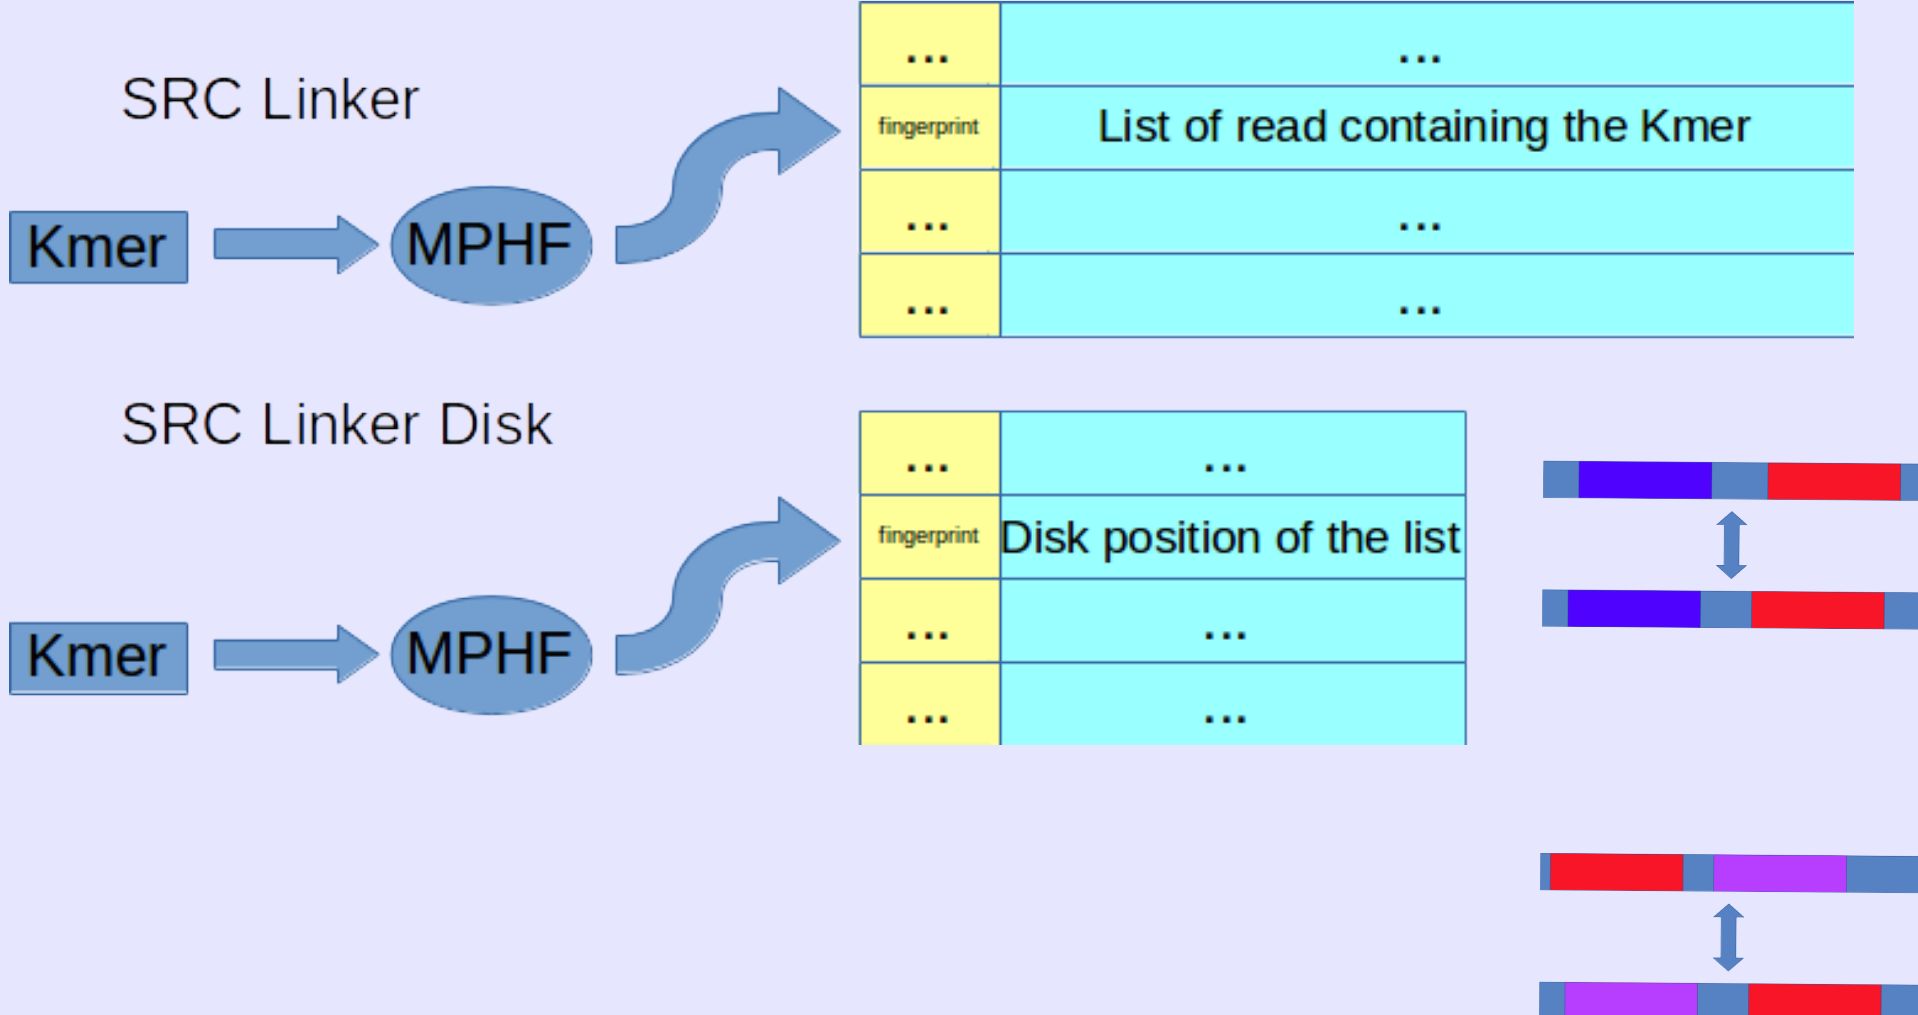 SRC Linker
Kmer
MPHF
... ...
fingerprint List of read containing the Kmer
... ...
... ...
SRC Linker Disk
Kmer
MPHF
... ...
fingerprint Disk position of the list
... ...
... ...